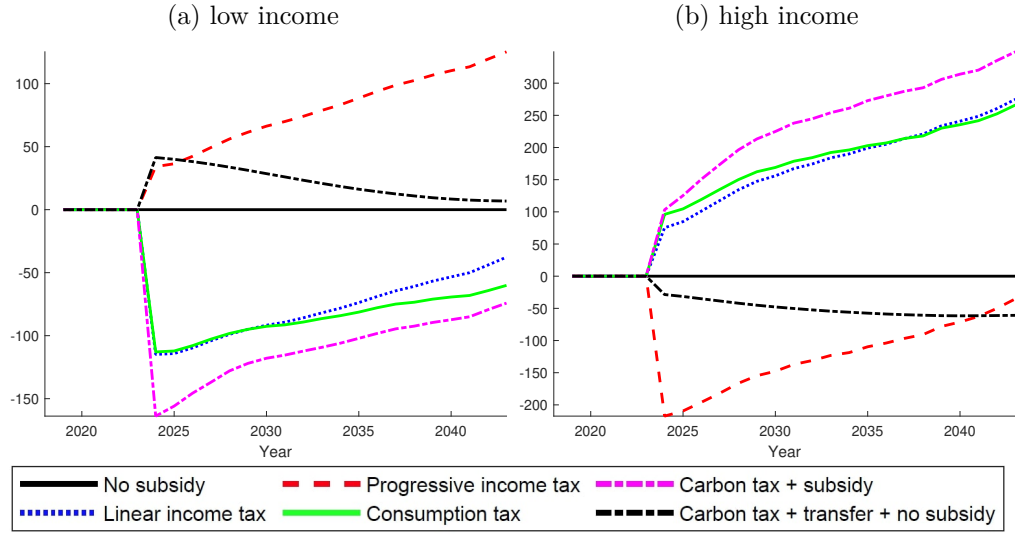 (a) low income
(b) high income
100
50
0
-50
-100
-150
2020
2025
2030
2035
2040
Year
300
250
200
150
100
50
0
-50
-100
-150
-200
2020
2025
2030
2035
2040
Year
No subsidy
Progressive income tax
Carbon tax + subsidy
Linear income tax
Consumption tax
Carbon tax + transfer + no subsidy